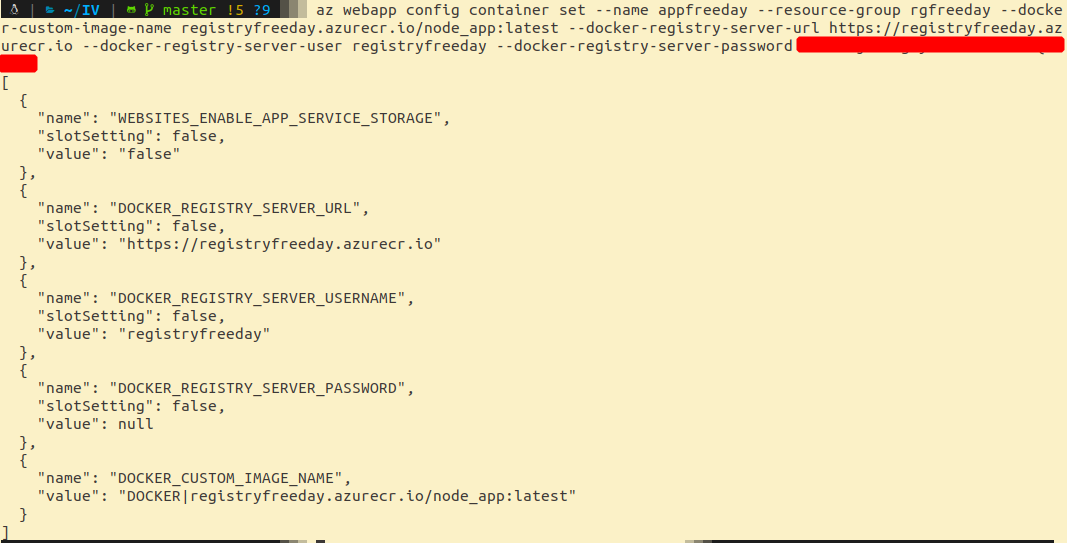 ~/IV | master !5 ?9 az webapp config container set --name appfreeday --resource-group rgfreeday --docke
r-custom-image-name registryfreeday.azurecr.io/node_app:latest --docker-registry-server-url https://registryfreeday.az
urecr.io --docker-registry-server-user registryfreeday --docker-registry-server-password
[
  {
    "name": "WEBSITES_ENABLE_APP_SERVICE_STORAGE",
    "slotSetting": false,
    "value": "false"
  },
  {
    "name": "DOCKER_REGISTRY_SERVER_URL",
    "slotSetting": false,
    "value": "https://registryfreeday.azurecr.io"
  },
  {
    "name": "DOCKER_REGISTRY_SERVER_USERNAME",
    "slotSetting": false,
    "value": "registryfreeday"
  },
  {
    "name": "DOCKER_REGISTRY_SERVER_PASSWORD",
    "slotSetting": false,
    "value": null
  },
  {
    "name": "DOCKER_CUSTOM_IMAGE_NAME",
    "value": "DOCKER|registryfreeday.azurecr.io/node_app:latest"
  }
]